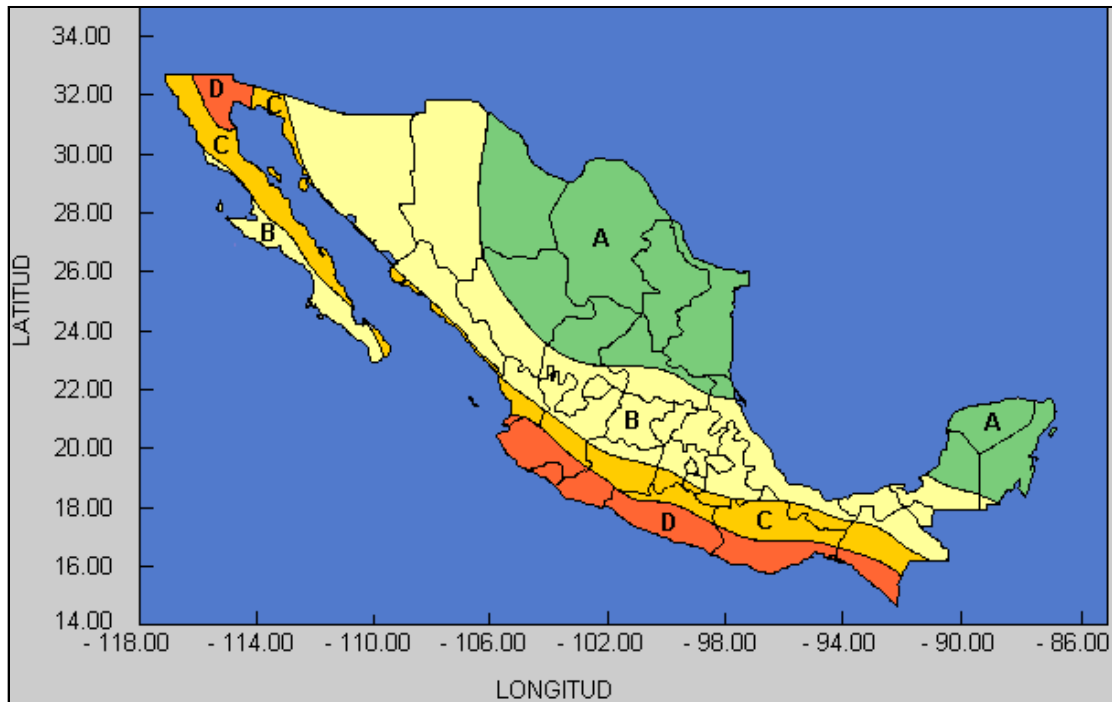 34.00
32.00
30.00
28.00
26.00
24.00
22.00
20.00
18.00
16.00
14.00
LATITUD
D
C
C
B
A
B
A
C
D
- 118.00 - 114.00 - 110.00 - 106.00 - 102.00 - 98.00 - 94.00 - 90.00 - 86.00
LONGITUD